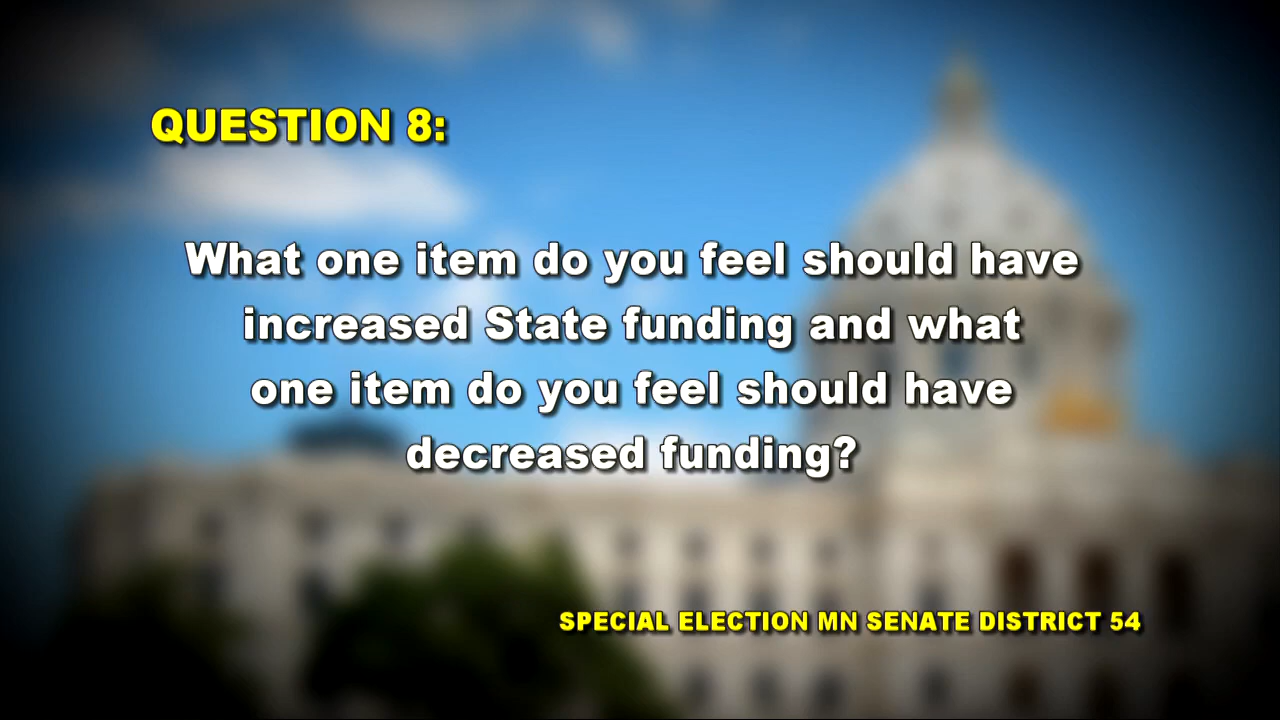 QUESTION 8:
What one item do you feel should have
increased State funding and what
one item do you feel should have
decreased funding?
SPECIAL ELECTION MN SENATE DISTRICT 54